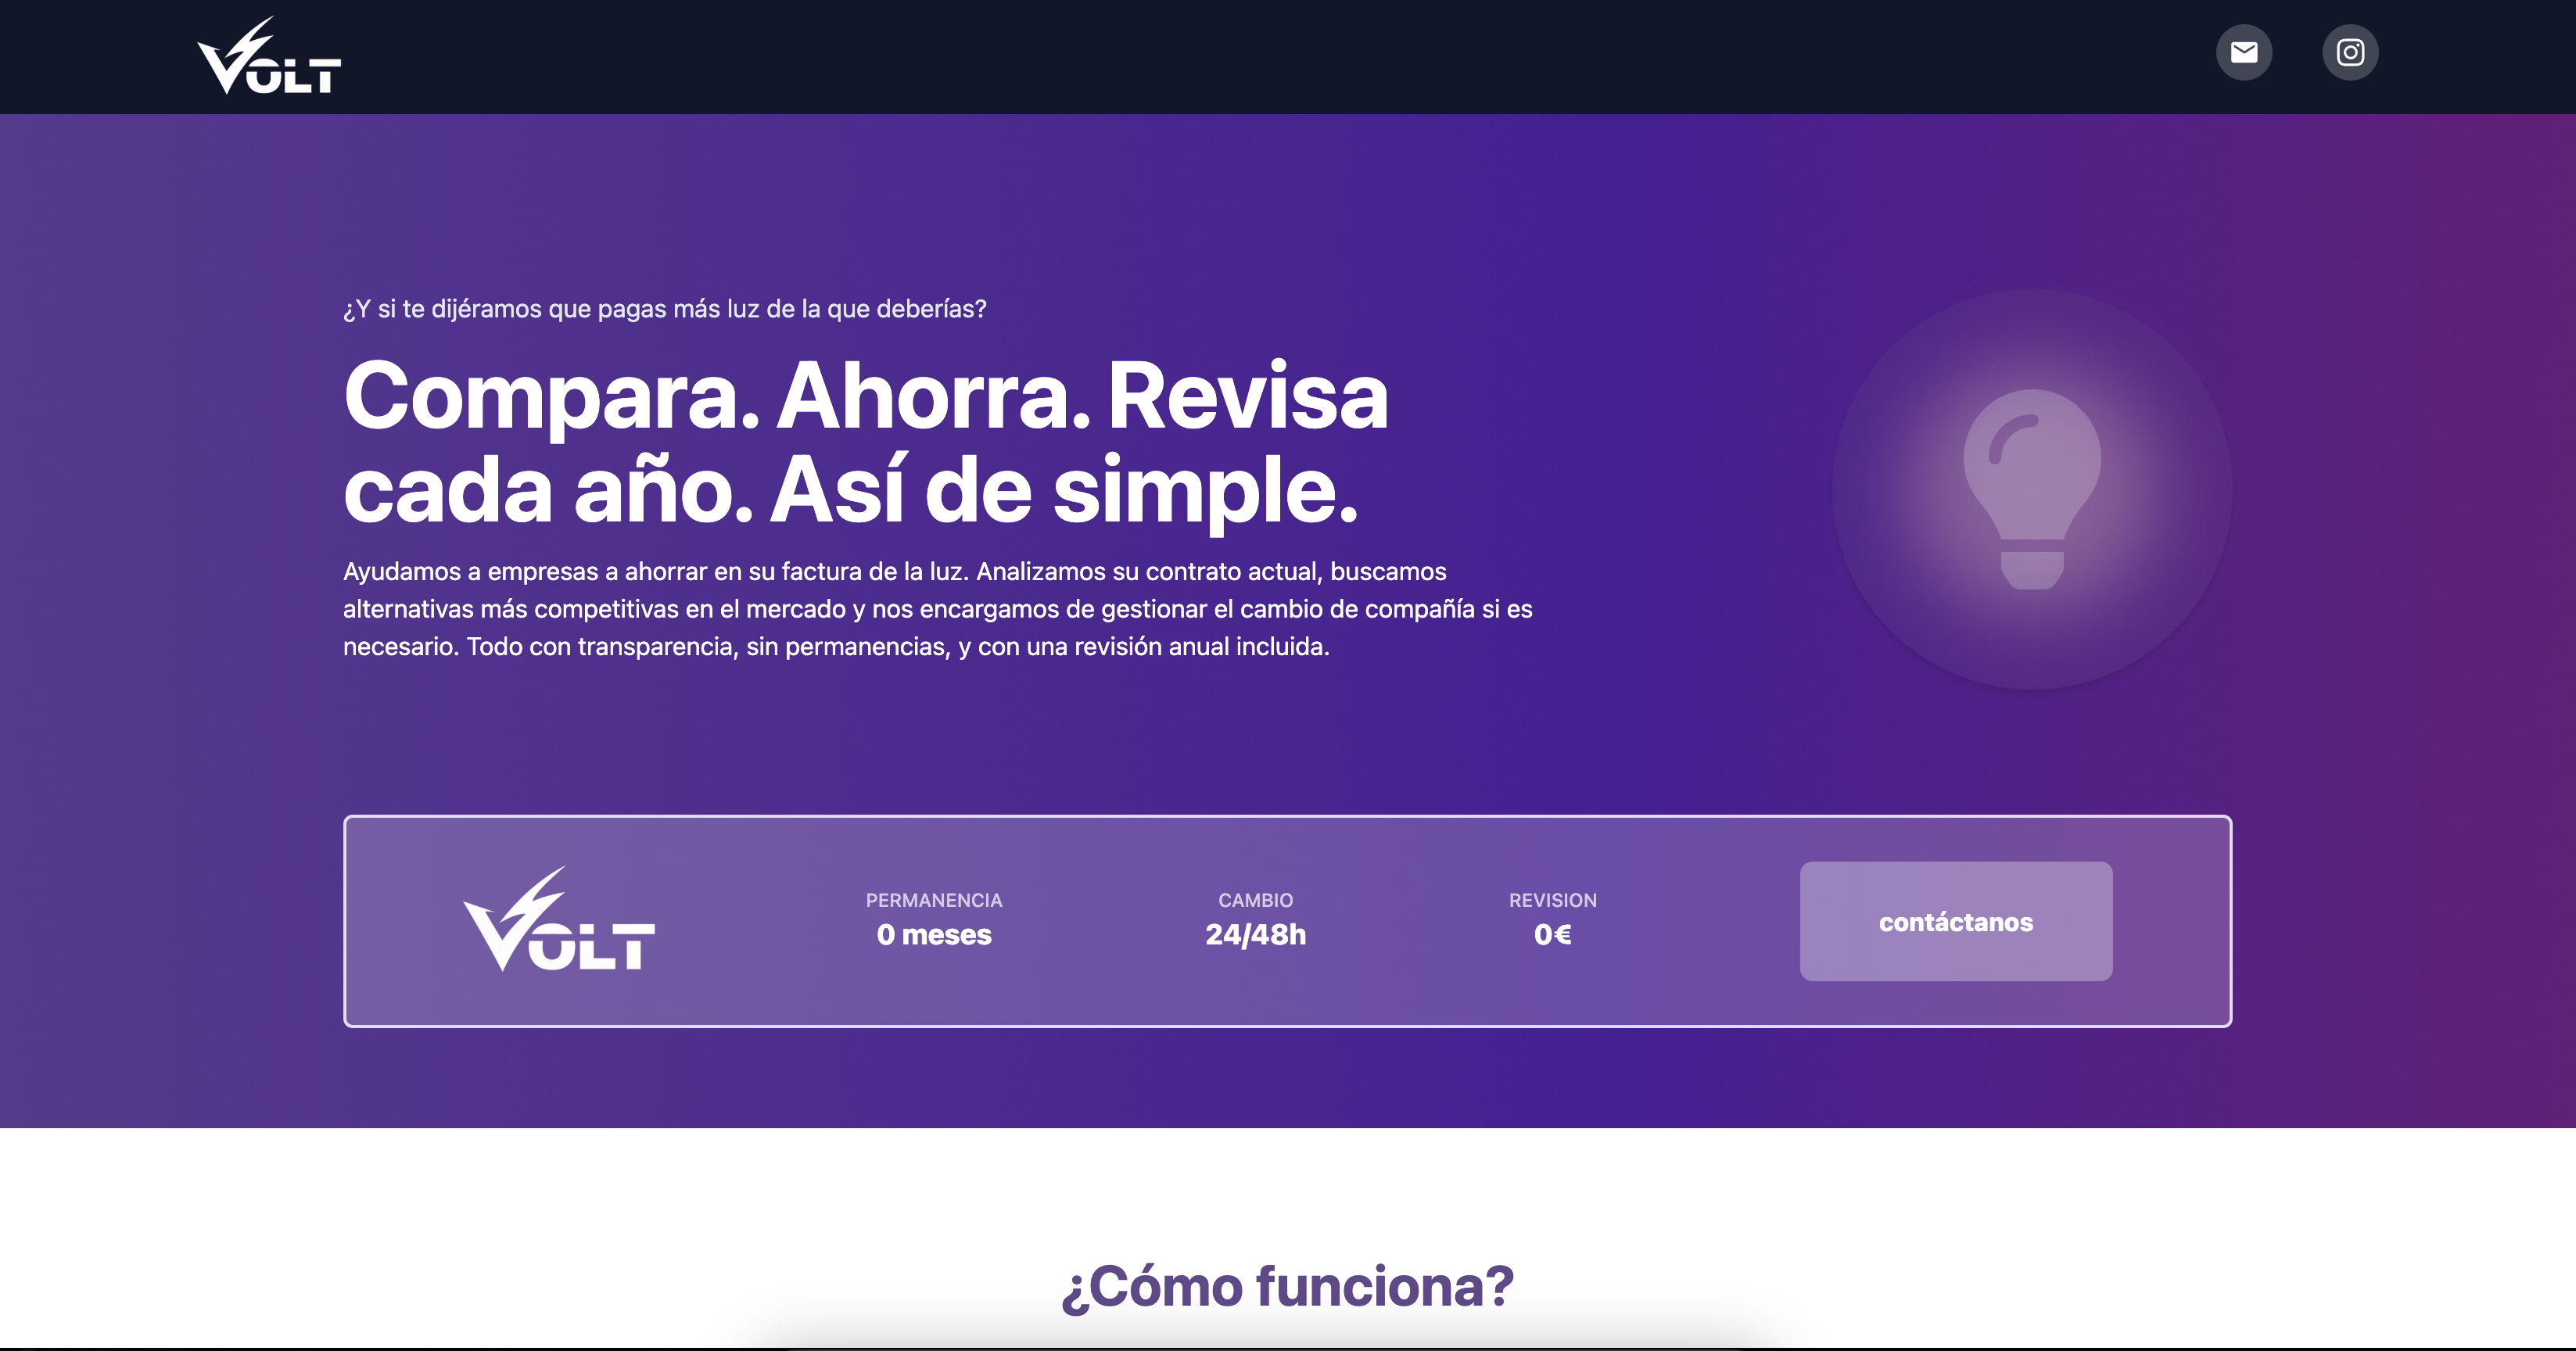 VOLT
¿Y si te dijéramos que pagas más luz de la que deberías?
Compara. Ahorra. Revisa
cada año. Así de simple.
Ayudamos a empresas a ahorrar en su factura de la luz. Analizamos su contrato actual, buscamos
alternativas más competitivas en el mercado y nos encargamos de gestionar el cambio de compañía si es
necesario. Todo con transparencia, sin permanencias, y con una revisión anual incluida.
VOLT
PERMANENCIA
0 meses
CAMBIO
24/48h
REVISION
0€
contáctanos
¿Cómo funciona?